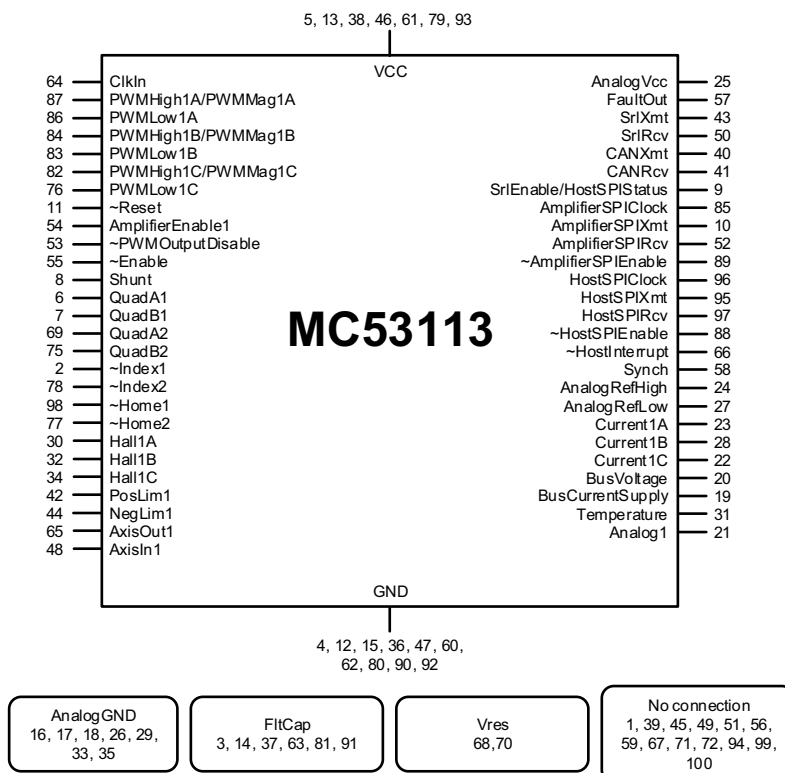 5, 13, 38, 46, 61, 79, 93
VCC
64 ClkIn
87 PWMHigh1A/PWMMag1A
86 PWMLow1A
84 PWMHigh1B/PWMMag1B
83 PWMLow1B
82 PWMHigh1C/PWMMag1C
76 PWMLow1C
11 ~Reset
54 AmplifierEnable1
53 ~PWMOutputDisable
55 ~Enable
8 Shunt
6 QuadA1
7 QuadB1
69 QuadA2
75 QuadB2
2 ~Index1
78 ~Index2
98 ~Home1
77 ~Home2
30 Hall1A
32 Hall1B
34 Hall1C
42 PosLim1
44 NegLim1
65 AxisOut1
48 AxisIn1
MC53113
AnalogVcc 25
FaultOut 57
SrlXmt 43
SrlRcv 50
CANXmt 40
CANRcv 41
SrlEnable/HostSPIStatus 9
AmplifierSPIClock 85
AmplifierSPIXmt 10
AmplifierSPIRcv 52
~AmplifierSPIEnable 89
HostSPIClock 96
HostSPIXmt 95
HostSPIRcv 97
~HostSPIEnable 88
~HostInterrupt 66
Synch 58
AnalogRefHigh 24
AnalogRefLow 27
Current1A 23
Current1B 28
Current1C 22
BusVoltage 20
BusCurrentSupply 19
Temperature 31
Analog1 21
GND
4, 12, 15, 36, 47, 60,
62, 80, 90, 92
AnalogGND
16, 17, 18, 26, 29,
33, 35
FltCap
3, 14, 37, 63, 81, 91
Vres
68,70
No connection
1, 39, 45, 49, 51, 56,
59, 67, 71, 72, 94, 99,
100